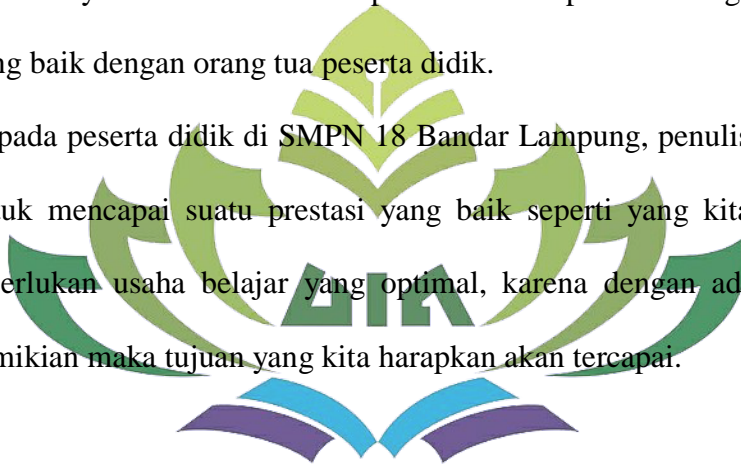 ng baik dengan orang tua peserta didik.
pada peserta didik di SMPN 18 Bandar Lampung, penulis
uk mencapai suatu prestasi yang baik seperti yang kita
erlukan usaha belajar yang optimal, karena dengan ad
mikian maka tujuan yang kita harapkan akan tercapai.